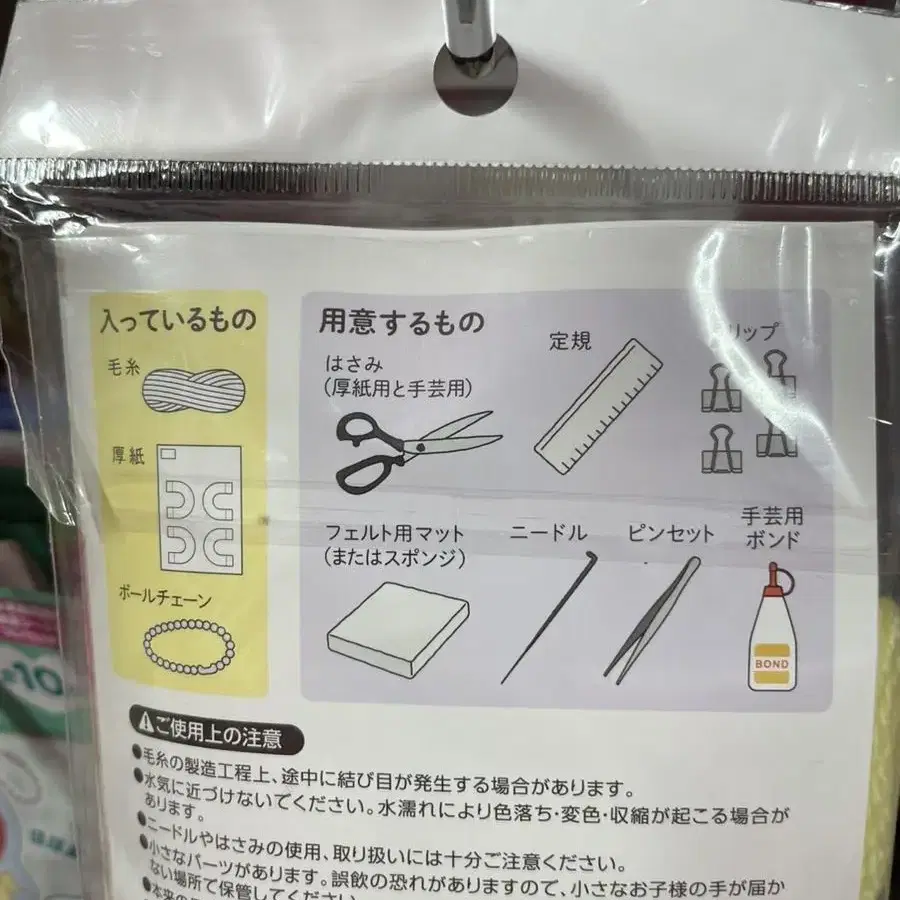 入っているもの
毛糸
厚紙
ボールチェーン
用意するもの
はさみ
(厚紙用と手芸用)
定規
リップ
フェルト用マット
(またはスポンジ)
ニードル
ピンセット
手芸用
ボンド
BOND
ご使用上の注意
●毛糸の製造工程上、途中に結び目が発生する場合があります。
●水気に近づけないでください。水濡れにより色落ち・変色・収縮が起こる場合が
あります。
●ニードルやはさみの使用、取り扱いには十分ご注意ください。
●小さなパーツがあります。誤飲の恐れがありますので、小さなお子様の手が届か
ない場所で保管してください
●本来の